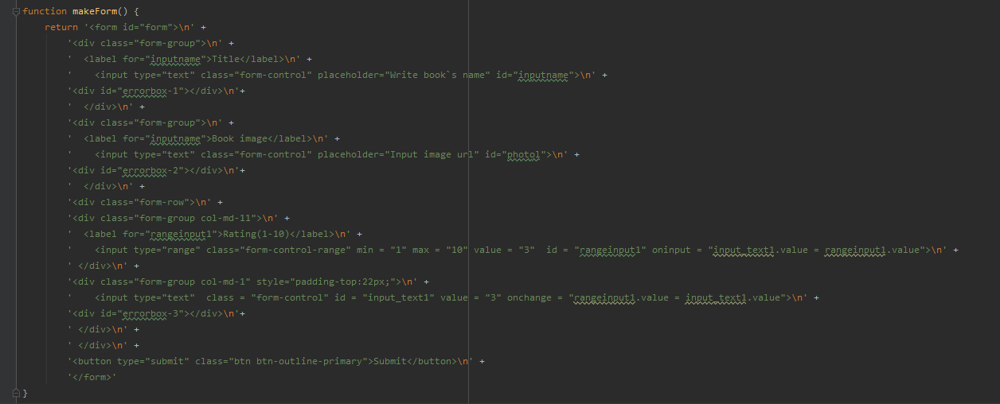 function makeForm() {
    return '<form id="form">\n' +
        '<div class="form-group">\n' +
        '  <label for="inputname">Title</label>\n' +
        '    <input type="text" class="form-control" placeholder="Write book`s name" id="inputname">\n' +
        '<div id="errorbox-1"></div>\n'+
        '  </div>\n' +
        '<div class="form-group">\n' +
        '  <label for="inputname">Book image</label>\n' +
        '    <input type="text" class="form-control" placeholder="Input image url" id="photol">\n' +
        '<div id="errorbox-2"></div>\n'+
        '  </div>\n' +
        '<div class="form-row">\n' +
        '<div class="form-group col-md-11">\n' +
        '  <label for="rangeinput1">Rating(1-10)</label>\n' +
        '    <input type="range" class="form-control-range" min = "1" max = "10" value = "3"  id = "rangeinput1" oninput = "input_text1.value = rangeinput1.value">\n' +
        ' </div>\n' +
        '<div class="form-group col-md-1" style="padding-top:22px;">\n' +
        '    <input type="text"  class = "form-control" id = "input_text1" value = "3" onchange = "rangeinput1.value = input_text1.value">\n' +
        '<div id="errorbox-3"></div>\n'+
        ' </div>\n' +
        ' </div>\n' +
        '<button type="submit" class="btn btn-outline-primary">Submit</button>\n' +
        '</form>'
}